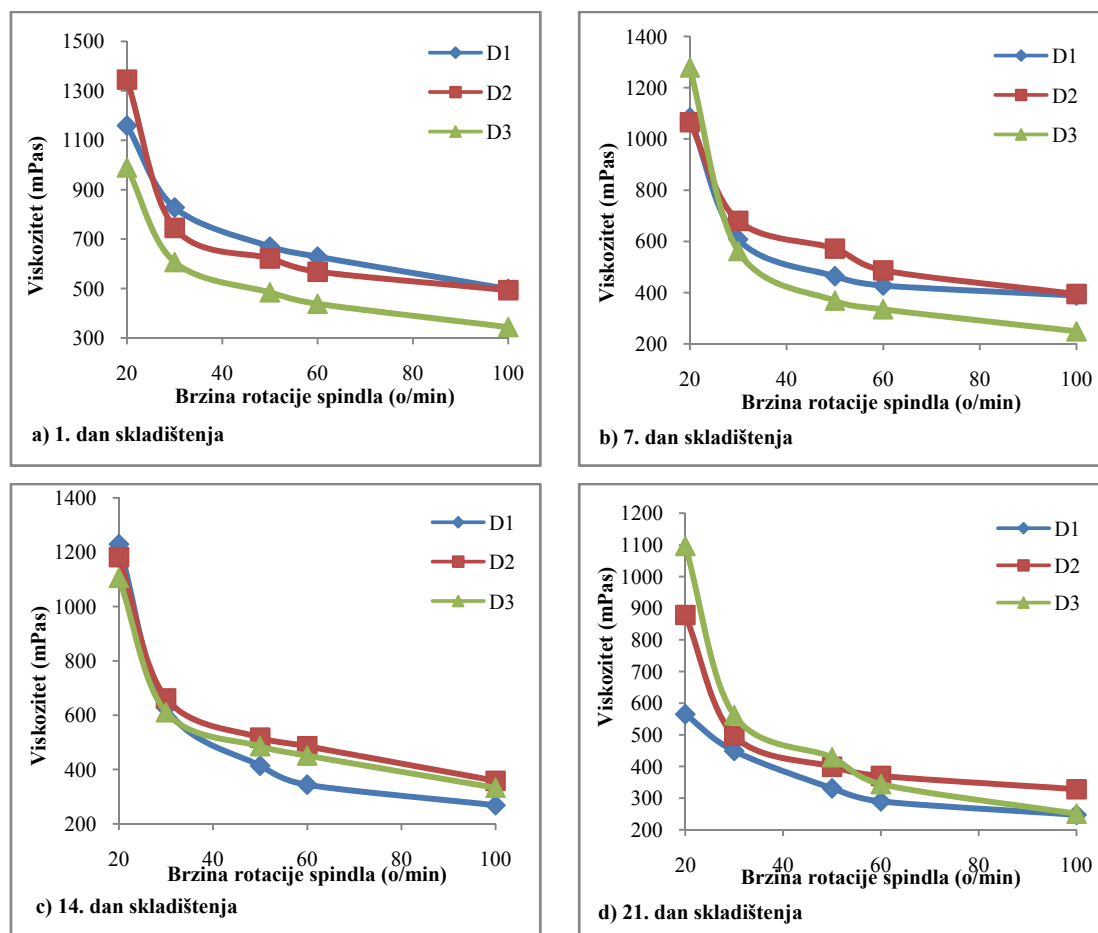 1500
1300
1100
900
700
500
300
20
40
60
80
100
Viskozitet (mPas)
Brzina rotacije spindla (o/min)
D1
D2
D3
a) 1. dan skladištenja
1400
1200
1000
800
600
400
200
20
40
60
80
100
Viskozitet (mPas)
Brzina rotacije spindla (o/min)
D1
D2
D3
b) 7. dan skladištenja
1400
1200
1000
800
600
400
200
20
40
60
80
100
Viskozitet (mPas)
Brzina rotacije spindla (o/min)
D1
D2
D3
c) 14. dan skladištenja
1200
1100
1000
900
800
700
600
500
400
300
200
20
40
60
80
100
Viskozitet (mPas)
Brzina rotacije spindla (o/min)
D1
D2
D3
d) 21. dan skladištenja